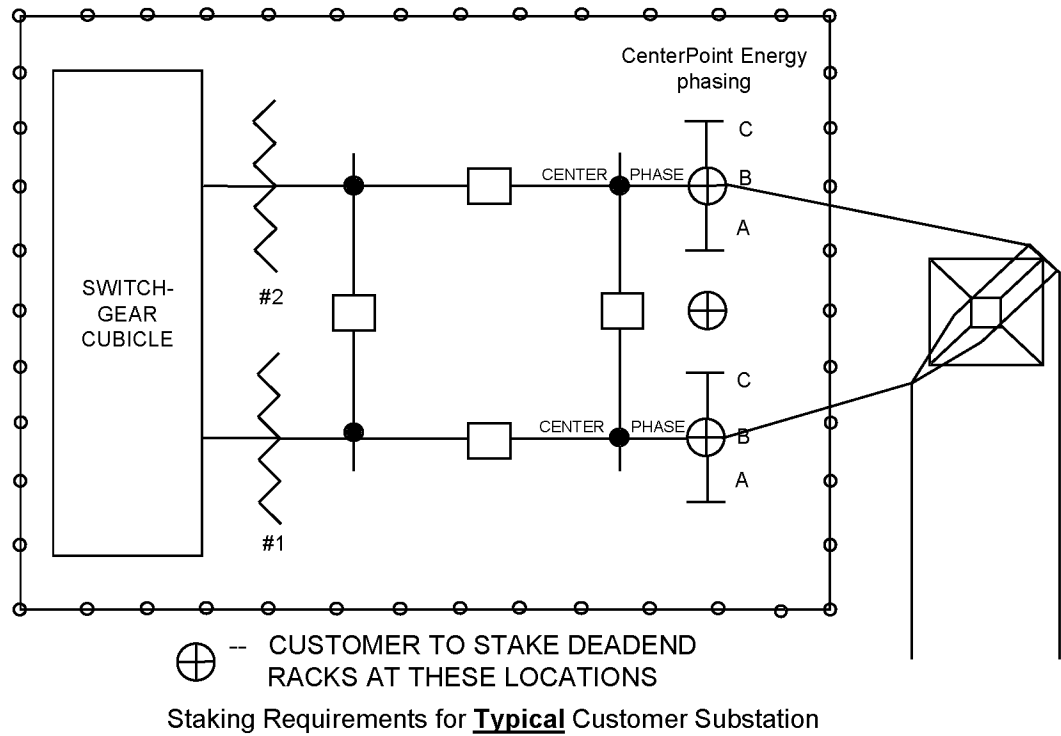 CenterPoint Energy
phasing
C
CENTER PHASE B
A
SWITCH-
GEAR
CUBICLE
#2
C
CENTER PHASE B
A
#1
-- CUSTOMER TO STAKE DEADEND
RACKS AT THESE LOCATIONS
Staking Requirements for Typical Customer Substation